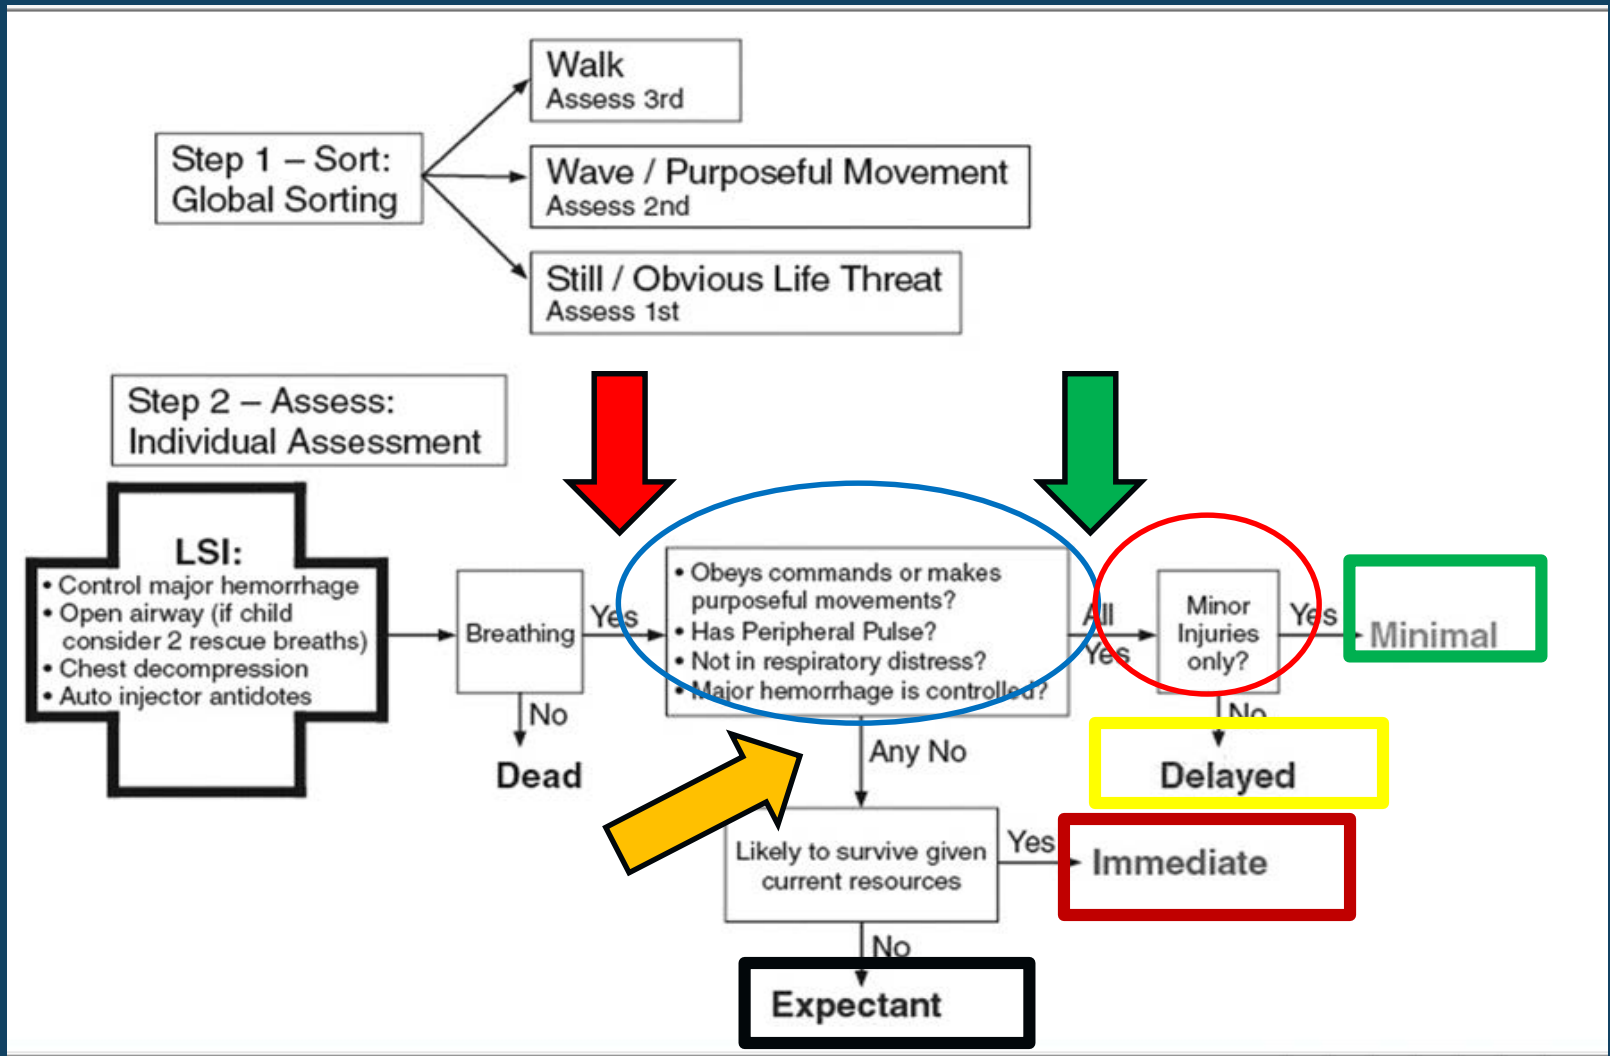 Walk
Assess 3rd
Step 1 – Sort:
Global Sorting
Wave / Purposeful Movement
Assess 2nd
Still / Obvious Life Threat
Assess 1st
Step 2 – Assess:
Individual Assessment
LSI:
• Control major hemorrhage
• Open airway (if child
consider 2 rescue breaths)
• Chest decompression
• Auto injector antidotes
Breathing
Yes
No
Dead
• Obeys commands or makes
purposeful movements?
• Has Peripheral Pulse?
• Not in respiratory distress?
• Major hemorrhage is controlled?
All
Yes
Minor
Injuries
only?
Yes
Minimal
No
Delayed
Any No
Likely to survive given
current resources
Yes
Immediate
No
Expectant